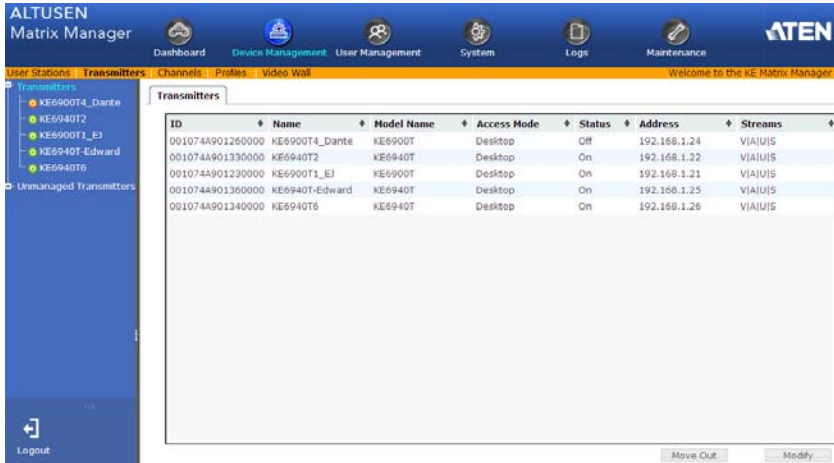 ALTUSEN
Matrix Manager
Dashboard Device Management User Management System Logs Maintenance
ATEN
User Stations Transmitters Channels Profiles Video Wall Welcome to the KE Matrix Manager
Transmitters
KE6900T4_Dante
KE6940T2
KE6900T1_EJ
KE6940T-Edward
KE6940T6
Unmanaged Transmitters
Transmitters
ID Name Model Name Access Mode Status Address Streams
001074A901260000 KE6900T4_Dante KE6900T Desktop Off 192.168.1.24 V|A|U|S
001074A901330000 KE6940T2 KE6940T Desktop On 192.168.1.22 V|A|U|S
001074A901230000 KE6900T1_EJ KE6900T Desktop On 192.168.1.21 V|A|U|S
001074A901360000 KE6940T-Edward KE6940T Desktop On 192.168.1.25 V|A|U|S
001074A901340000 KE6940T6 KE6940T Desktop On 192.168.1.26 V|A|U|S
Logout
Move Out Modify